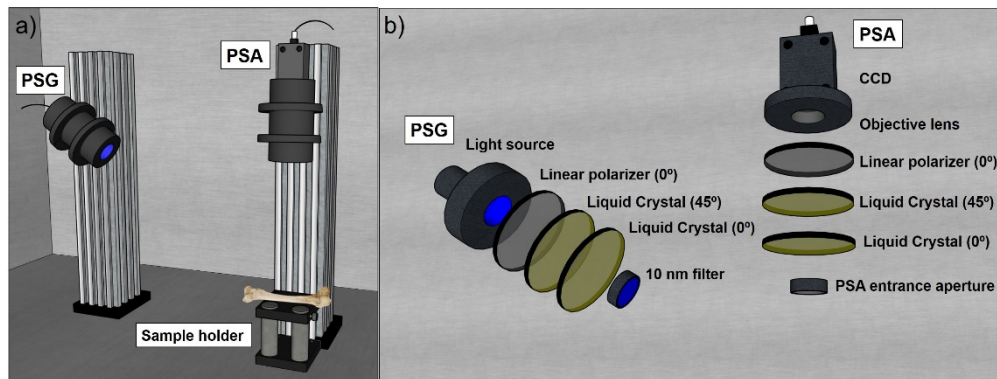 a)
PSG
PSA
Sample holder
b)
PSG
Light source
Linear polarizer (0º)
Liquid Crystal (45º)
Liquid Crystal (0º)
10 nm filter
PSA
CCD
Objective lens
Linear polarizer (0º)
Liquid Crystal (45º)
Liquid Crystal (0º)
PSA entrance aperture